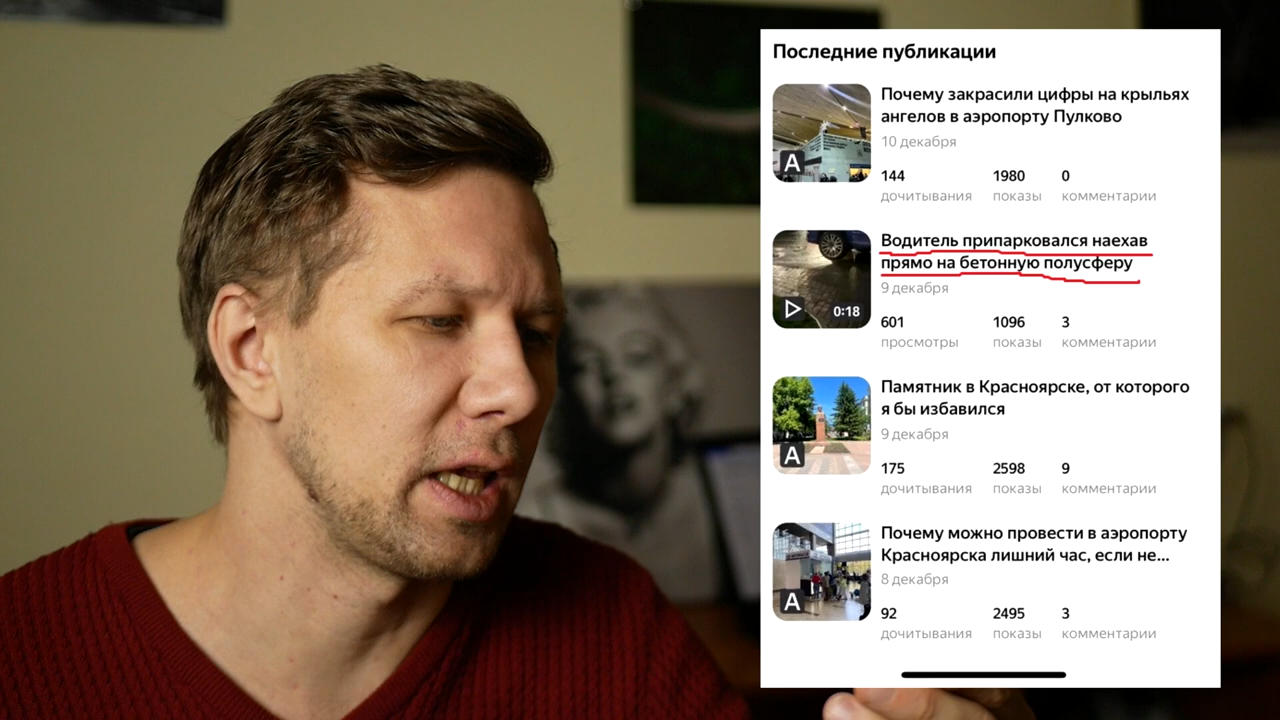 Последние публикации
Почему закрасили цифры на крыльях
ангелов в аэропорту Пулково
10 декабря
144 1980 0
дочитывания показы комментарии
Водитель припарковался наехав
прямо на бетонную полусферу
0:18
9 декабря
601 1096 3
просмотры показы комментарии
Памятник в Красноярске, от которого
я бы избавился
9 декабря
175 2598 9
дочитывания показы комментарии
Почему можно провести в аэропорту
Красноярска лишний час, если не...
8 декабря
92 2495 3
дочитывания показы комментарии